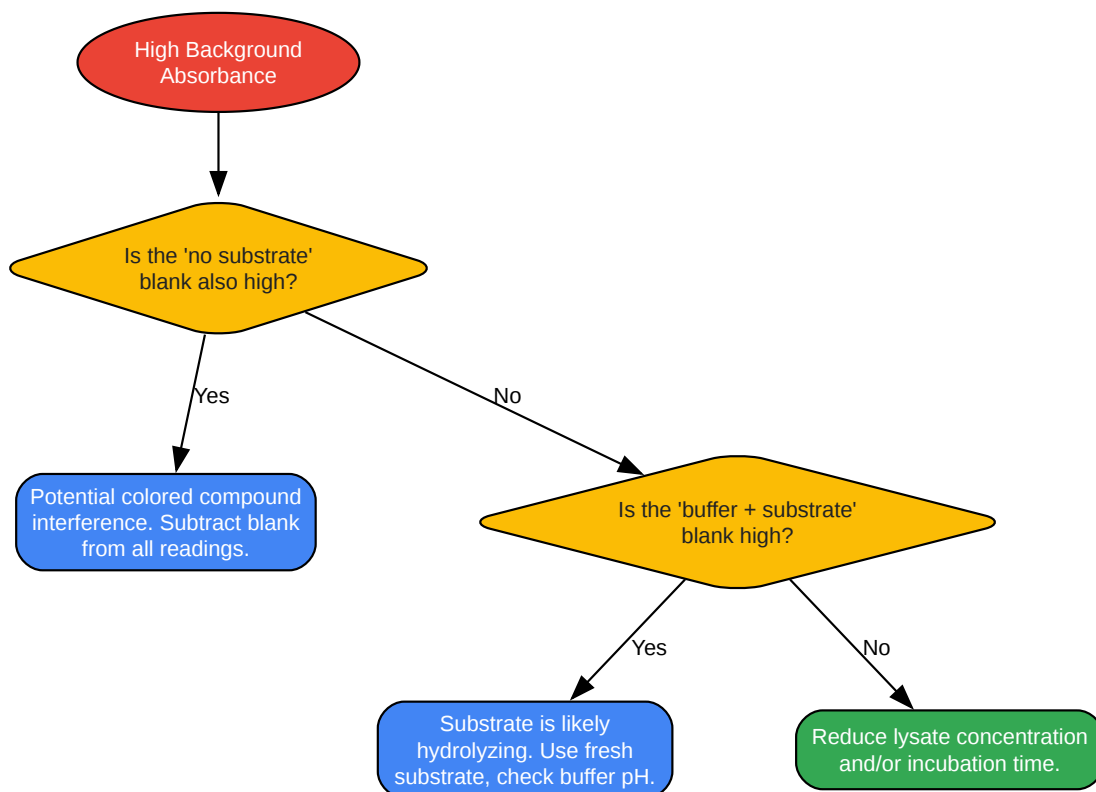 High Background
Absorbance
Is the 'no substrate'
blank also high?
Yes
No
Potential colored compound
interference. Subtract blank
from all readings.
Is the 'buffer + substrate'
blank high?
Yes
No
Substrate is likely
hydrolyzing. Use fresh
substrate, check buffer pH.
Reduce lysate concentration
and/or incubation time.